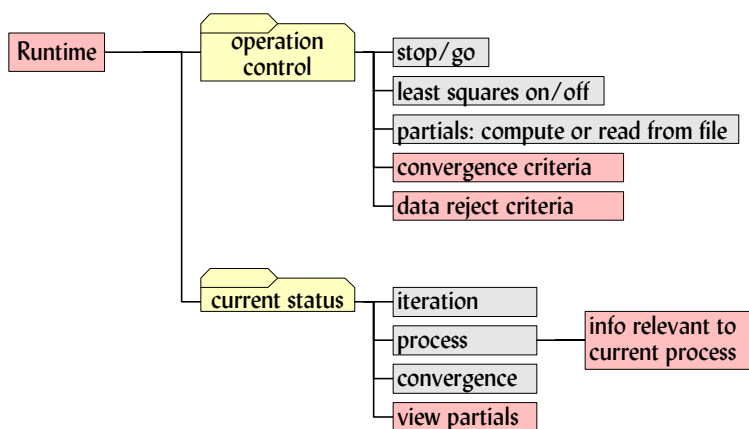 Runtime
operation
control
stop/go
least squares on/off
partials: compute or read from file
convergence criteria
data reject criteria
current status
iteration
process
info relevant to
current process
convergence
view partials